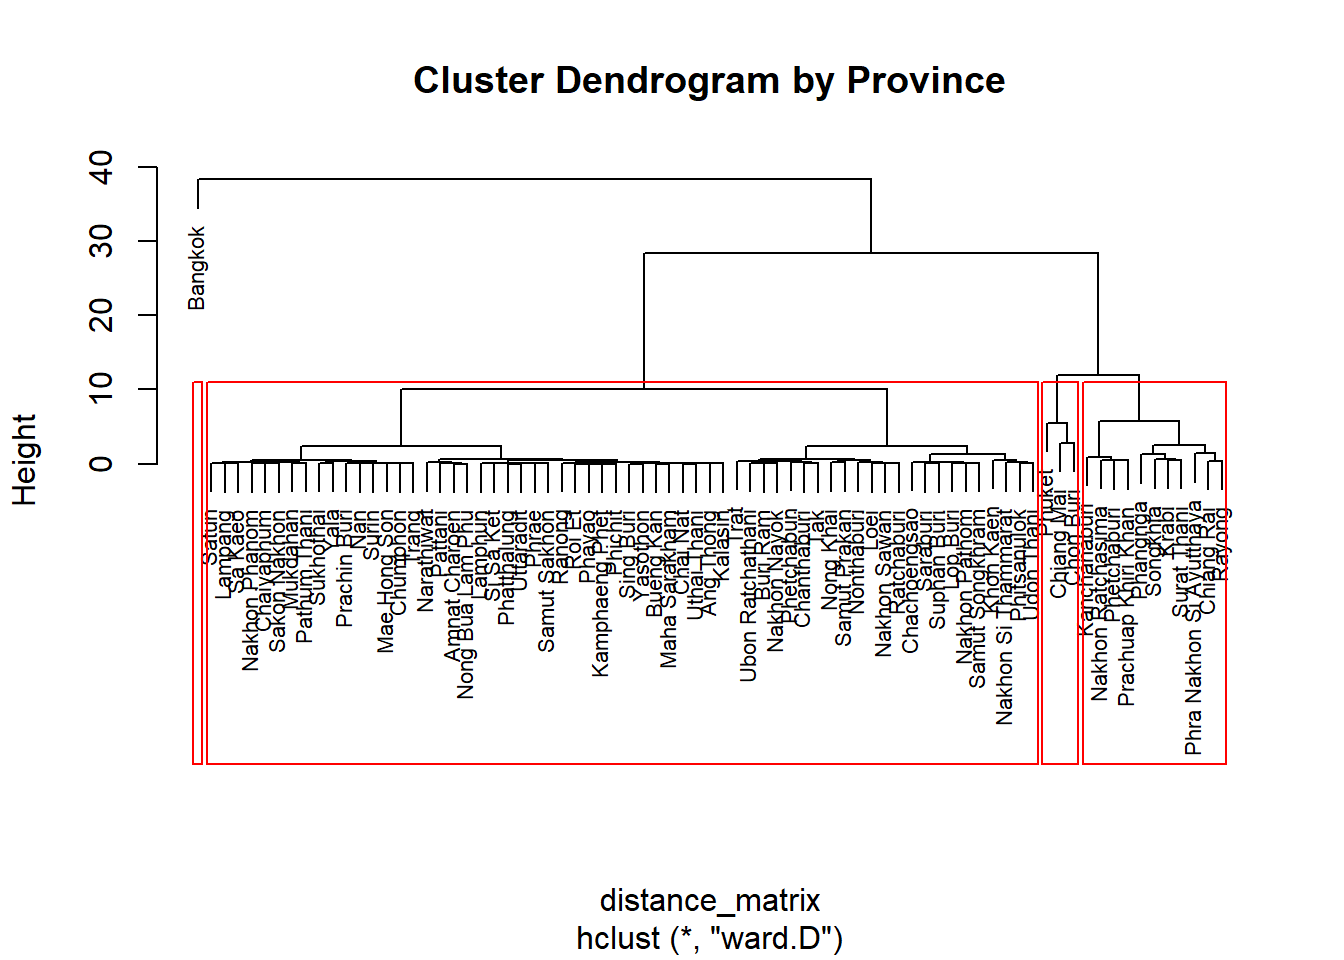 Cluster Dendrogram by Province
Height
40
30
20
10
0
Bangkok
Satun
Lampang
Sa Kaeo
Nakhon Phanom
Chaiyaphum
Sakon Nakhon
Mukdahan
Pathum Thani
Sukhothai
Yala
Prachin Buri
Nan
Surin
Mae Hong Son
Chumphon
Trang
Narathiwat
Pattani
Amnat Charoen
Nong Bua Lam Phu
Lamphun
Si Sa Ket
Phatthalung
Uttaradit
Phrae
Samut Sakhon
Ranong
Roi Et
Phayao
Kamphaeng Phet
Phichit
Sing Buri
Yasothon
Bueng Kan
Maha Sarakham
Chai Nat
Uthai Thani
Ang Thong
Kalasin
Trat
Ubon Ratchathani
Buri Ram
Nakhon Nayok
Phetchabun
Chanthaburi
Tak
Nong Khai
Samut Prakan
Nonthaburi
Loei
Nakhon Sawan
Ratchaburi
Chachoengsao
Saraburi
Suphan Buri
Lop Buri
Nakhon Pathom
Samut Songkhram
Khon Kaen
Nakhon Si Thammarat
Phitsanulok
Udon Thani
Phuket
Chiang Mai
Chon Buri
Kanchanaburi
Nakhon Ratchasima
Phetchaburi
Prachuap Khiri Khan
Phangnga
Songkhla
Krabi
Surat Thani
Phra Nakhon Si Ayutthaya
Chiang Rai
Rayong
distance_matrix
hclust (*, "ward.D")